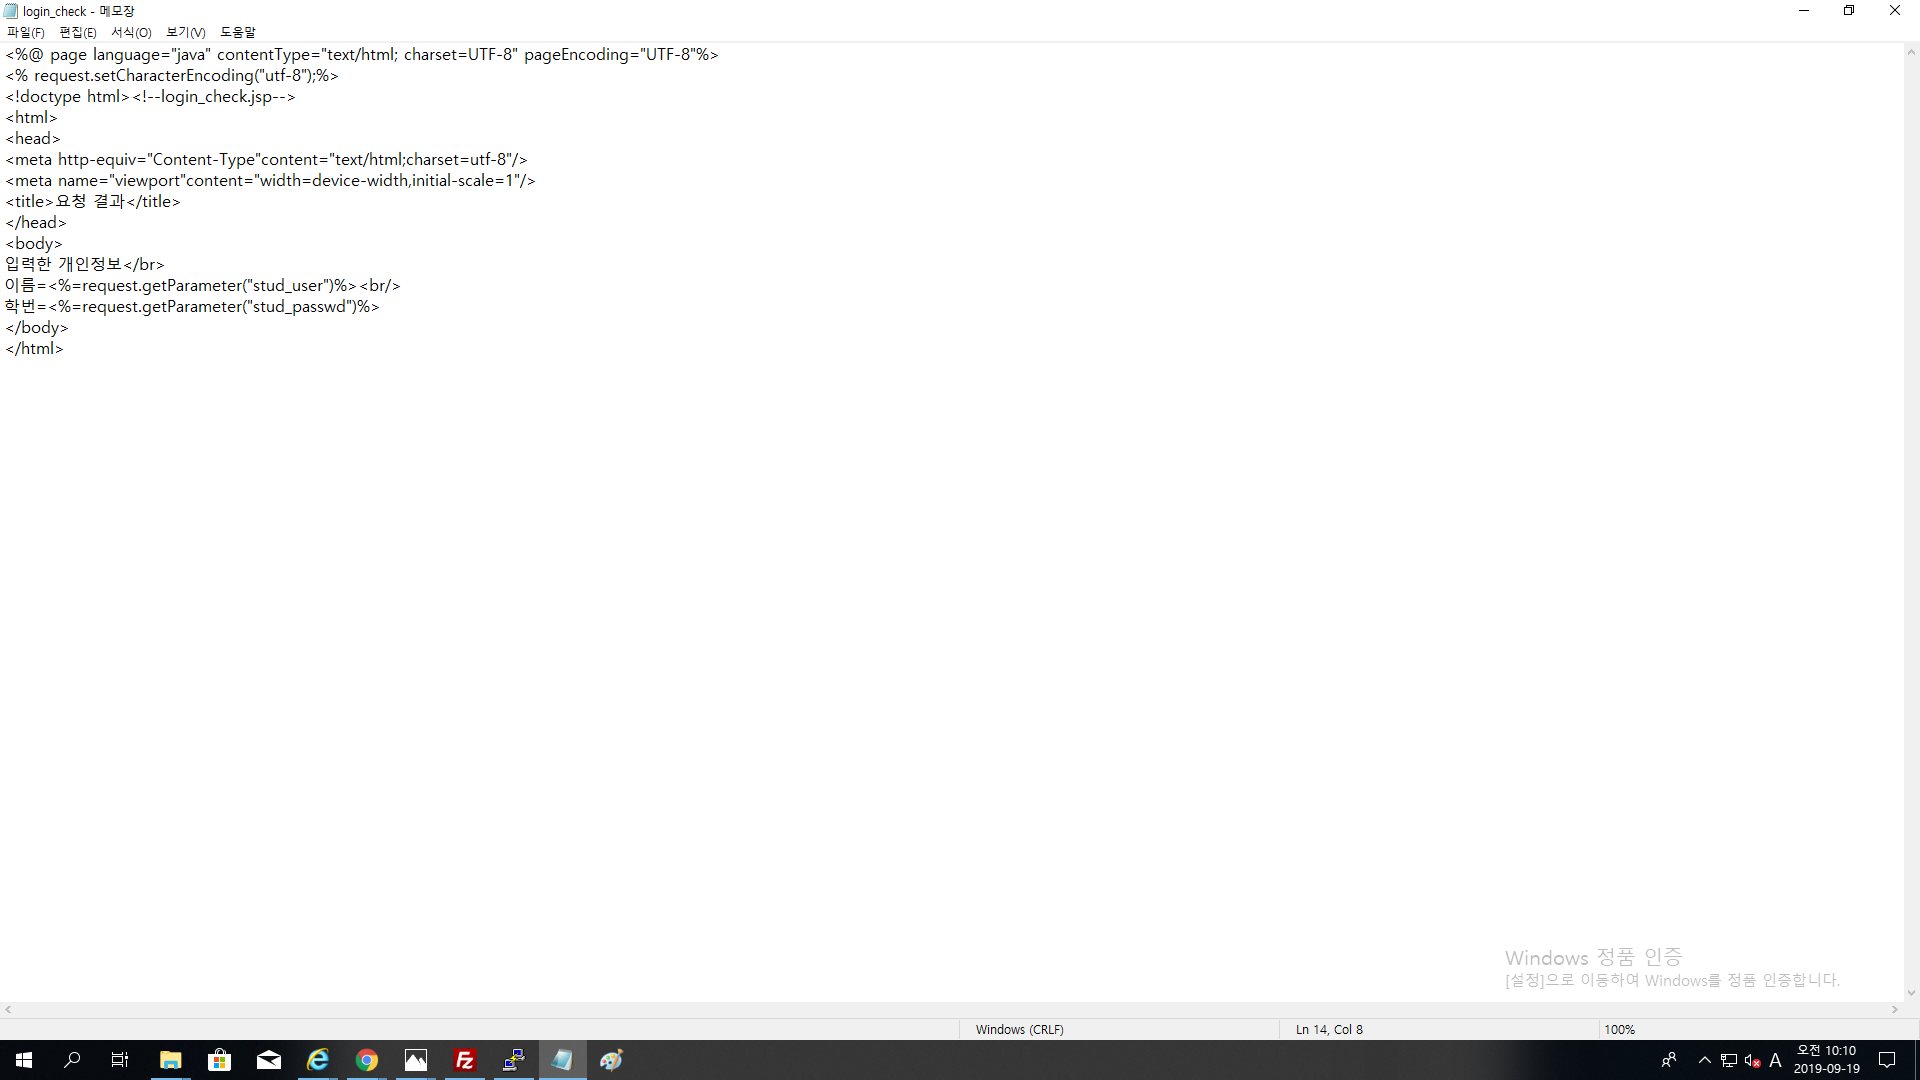 login_check - 메모장
파일(F) 편집(E) 서식(O) 보기(V) 도움말
<%@ page language="java" contentType="text/html; charset=UTF-8" pageEncoding="UTF-8"%>
<% request.setCharacterEncoding("utf-8");%>
<!doctype html><!--login_check.jsp-->
<html>
<head>
<meta http-equiv="Content-Type"content="text/html;charset=utf-8"/>
<meta name="viewport"content="width=device-width,initial-scale=1"/>
<title>요청 결과</title>
</head>
<body>
입력한 개인정보</br>
이름=<%=request.getParameter("stud_user")%><br/>
학번=<%=request.getParameter("stud_passwd")%>
</body>
</html>
Windows 정품 인증
[설정]으로 이동하여 Windows를 정품 인증합니다.
Windows (CRLF) Ln 14, Col 8 100%
A 오전 10:10
2019-09-19